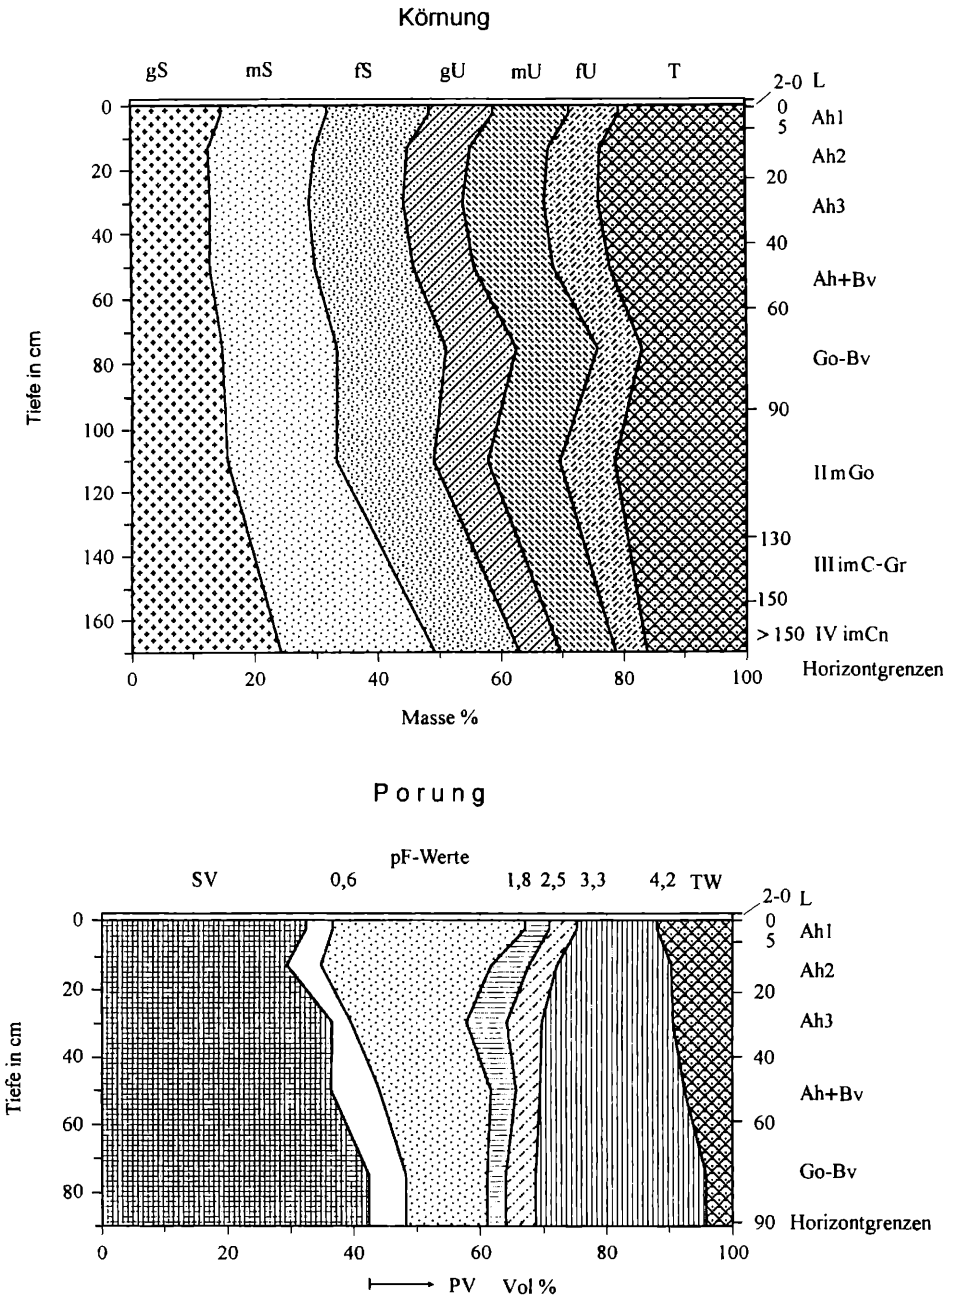 Körnung
gS mS fS gU mU fU T
2-0 L
0 0
5 Ah1
Ah2
20 20
Ah3
40 40
Ah+Bv
60 60
Go-Bv
80
90
100
II m Go
120
130
140
III imC-Gr
150
160 > 150 IV imCn
0 20 40 60 80 100 Horizontgrenzen
Tiefe in cm
Masse %
Porung
pF-Werte
SV 0,6 1,8 2,5 3,3 4,2 TW
2-0 L
0 0
5 Ah1
Ah2
20 20
Ah3
40 40
Ah+Bv
60 60
Go-Bv
80
90 Horizontgrenzen
Tiefe in cm
0 20 40 60 80 100
PV Vol %